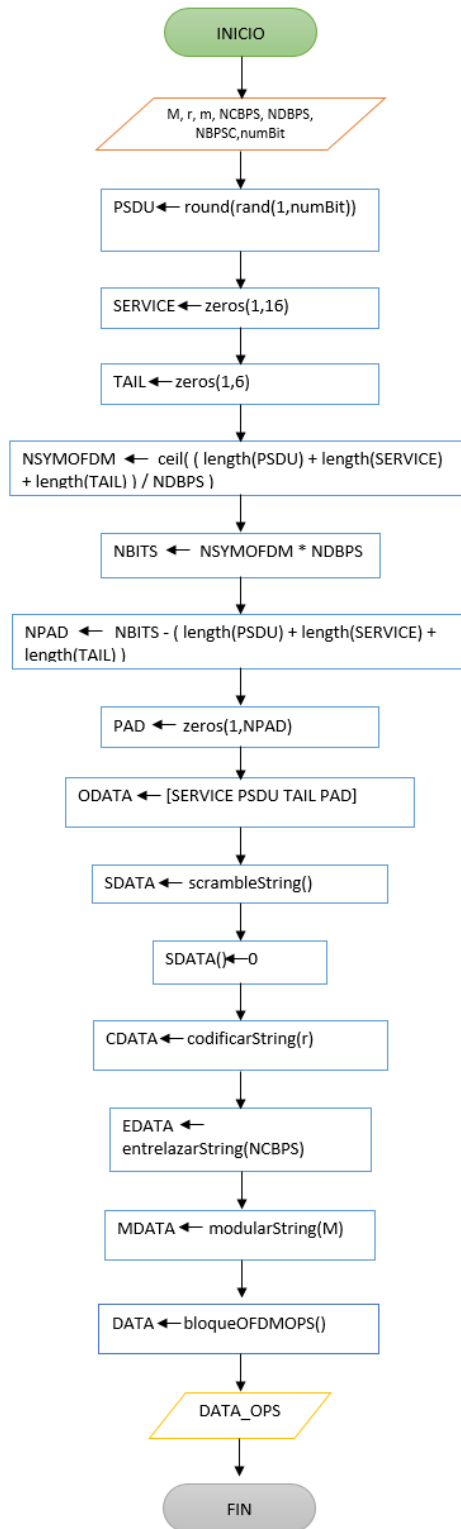 INICIO
M, r, m, NCBPS, NDBPS,
NBPSC,numBit
PSDU← round(rand(1,numBit))
SERVICE← zeros(1,16)
TAIL← zeros(1,6)
NSYMOFDM ← ceil( ( length(PSDU) + length(SERVICE)
+ length(TAIL) ) / NDBPS )
NBITS ← NSYMOFDM * NDBPS
NPAD ← NBITS - ( length(PSDU) + length(SERVICE) +
length(TAIL) )
PAD ← zeros(1,NPAD)
ODATA ← [SERVICE PSDU TAIL PAD]
SDATA ← scrambleString()
SDATA()←0
CDATA← codificarString(r)
EDATA ←
entrelazarString(NCBPS)
MDATA ← modularString(M)
DATA ← bloqueOFDMOPS()
DATA_OPS
FIN